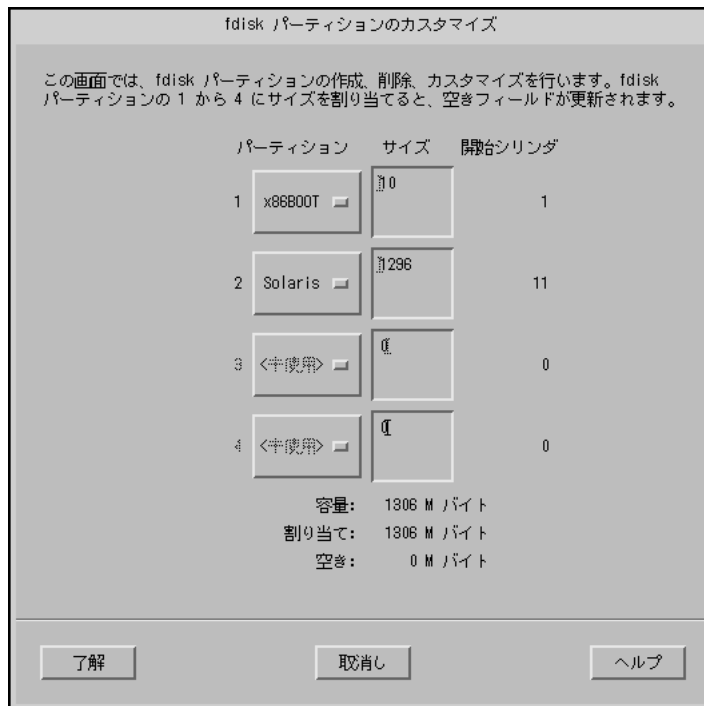 fdisk パーティションのカスタマイズ
この画面では、fdisk パーティションの作成、削除、カスタマイズを行います。fdisk
パーティションの 1 から 4 にサイズを割り当てると、空きフィールドが更新されます。
パーティション サイズ 開始シリンダ
1 x86BOOT 10 1
2 Solaris 1296 11
3 <未使用> 0 0
4 <未使用> 0 0
容量: 1306 M バイト
割り当て: 1306 M バイト
空き: 0 M バイト
了解 取消し ヘルプ